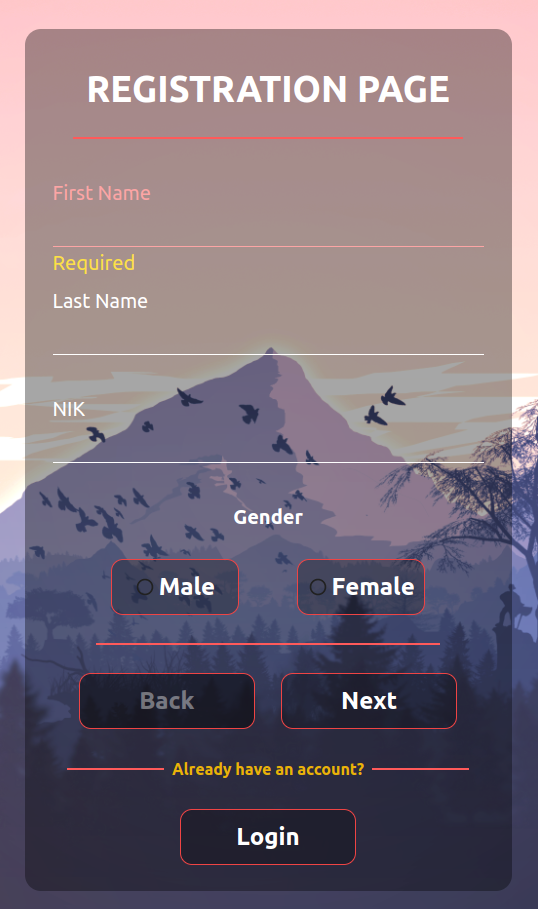 REGISTRATION PAGE
First Name
Required
Last Name
NIK
Gender
Male Female
Back Next
Already have an account?
Login